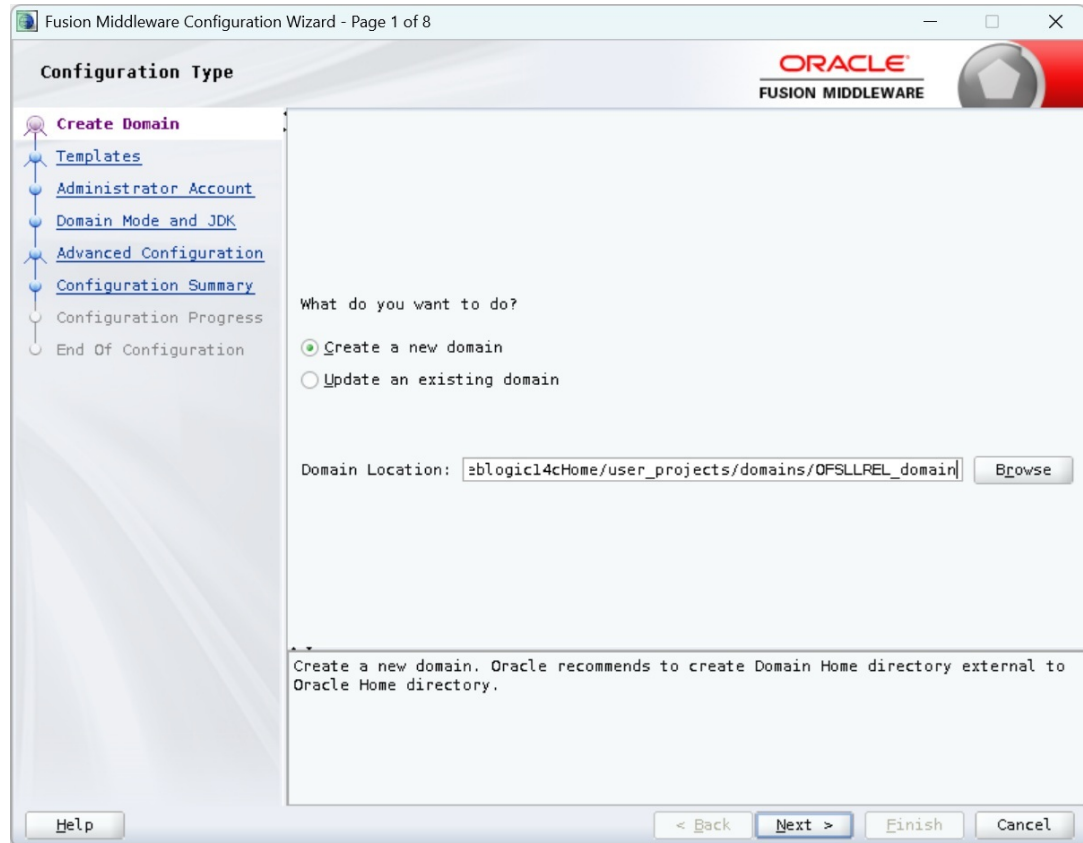 Fusion Middleware Configuration Wizard - Page 1 of 8
Configuration Type
ORACLE
FUSION MIDDLEWARE
Create Domain
Templates
Administrator Account
Domain Mode and JDK
Advanced Configuration
Configuration Summary
Configuration Progress
End Of Configuration
What do you want to do?
Create a new domain
Update an existing domain
Domain Location: eblogic14cHome/user_projects/domains/OFSLLREL_domain Browse
Create a new domain. Oracle recommends to create Domain Home directory external to
Oracle Home directory.
Help < Back Next > Finish Cancel